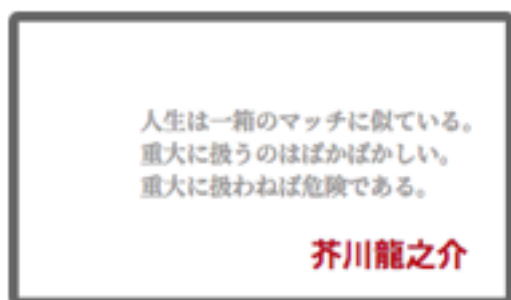 人生は一箱のマッチに似ている。
重大に扱うのはばかばかしい。
重大に扱わねば危険である。
芥川龍之介